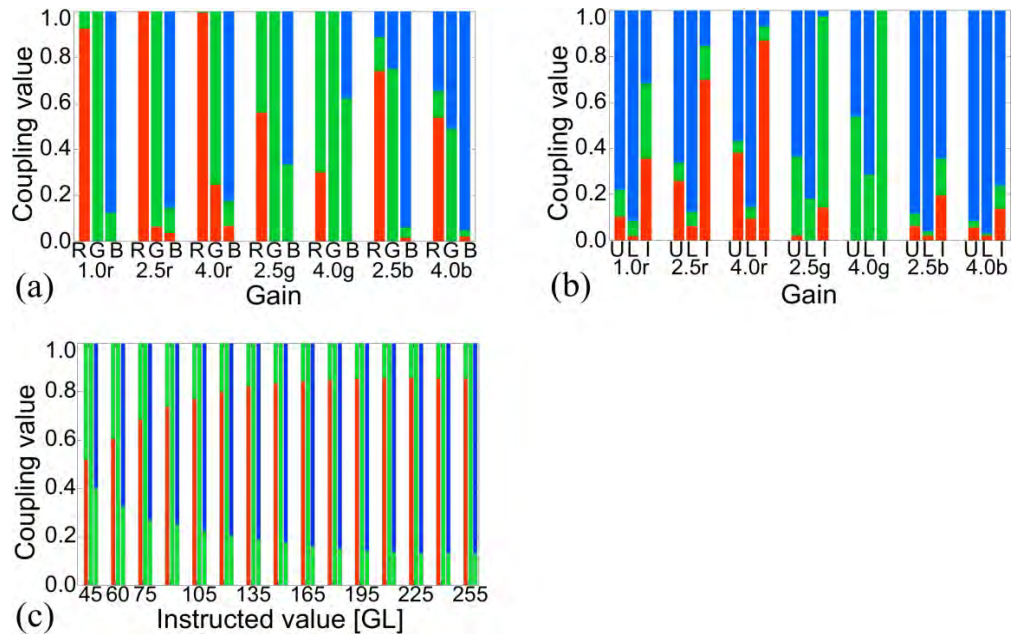 Coupling value
1.0
0.8
0.6
0.4
0.2
0.0
R G B R G B R G B R G B R G B R G B R G B
1.0r 2.5r 4.0r 2.5g 4.0g 2.5b 4.0b
(a)
Gain
Coupling value
1.0
0.8
0.6
0.4
0.2
0.0
U L I U L I U L I U L I U L I U L I U L I
1.0r 2.5r 4.0r 2.5g 4.0g 2.5b 4.0b
(b)
Gain
Coupling value
1.0
0.8
0.6
0.4
0.2
0.0
45 60 75 105 135 165 195 225 255
(c)
Instructed value [GL]